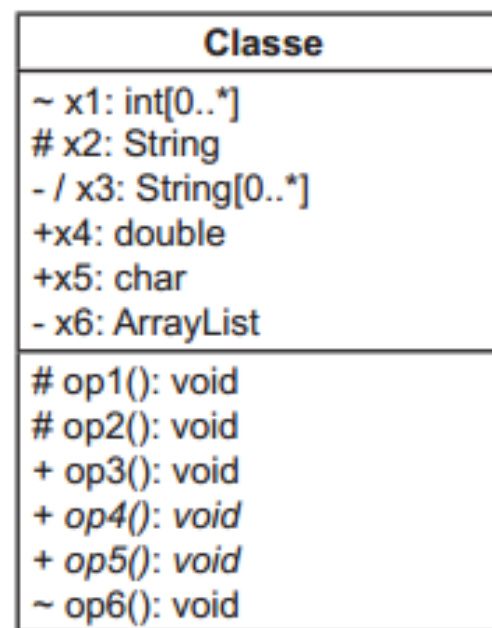 Classe
~ x1: int[0..*]
# x2: String
- / x3: String[0..*]
+x4: double
+x5: char
- x6: ArrayList
# op1(): void
# op2(): void
+ op3(): void
+ op4(): void
+ op5(): void
~ op6(): void